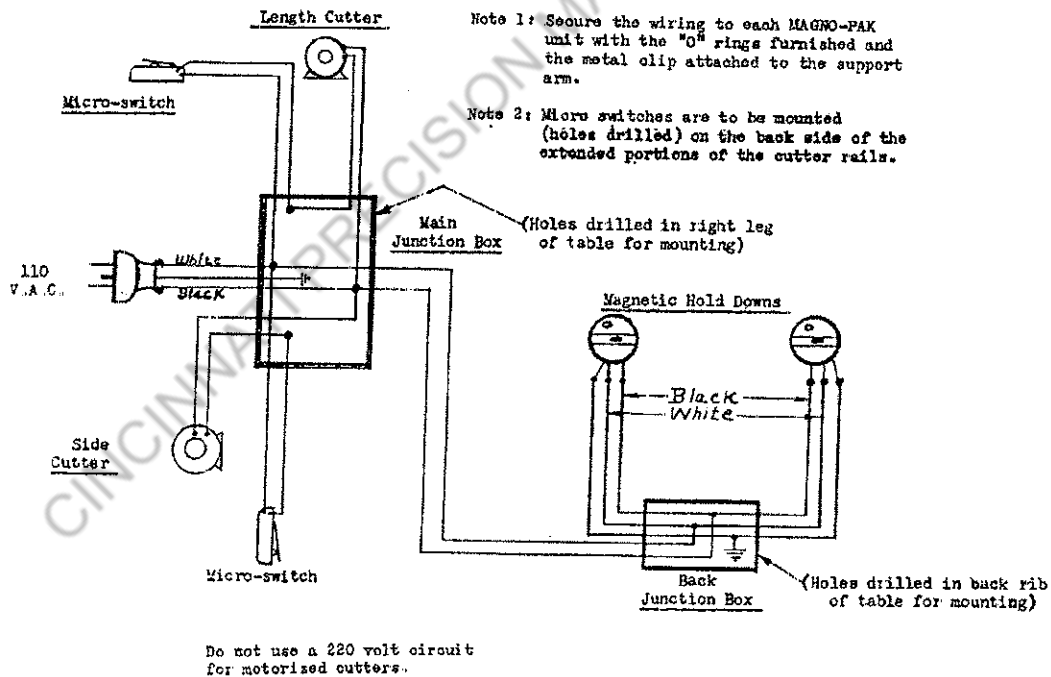 Length Cutter
Note 1: Secure the wiring to each MAGNO-PAK
unit with the "O" rings furnished and
the metal clip attached to the support
arm.
Micro-switch
Note 2: Micro switches are to be mounted
(holes drilled) on the back side of the
extended portions of the cutter rails.
Main
Junction Box
(Holes drilled in right leg
of table for mounting)
110
V.A.C.
White
Black
Magnetic Hold Downs
Black
White
Side
Cutter
Micro-switch
Back
Junction Box
(Holes drilled in back rib
of table for mounting)
Do not use a 220 volt circuit
for motorized cutters.
CINCINNATI PRECISION MA